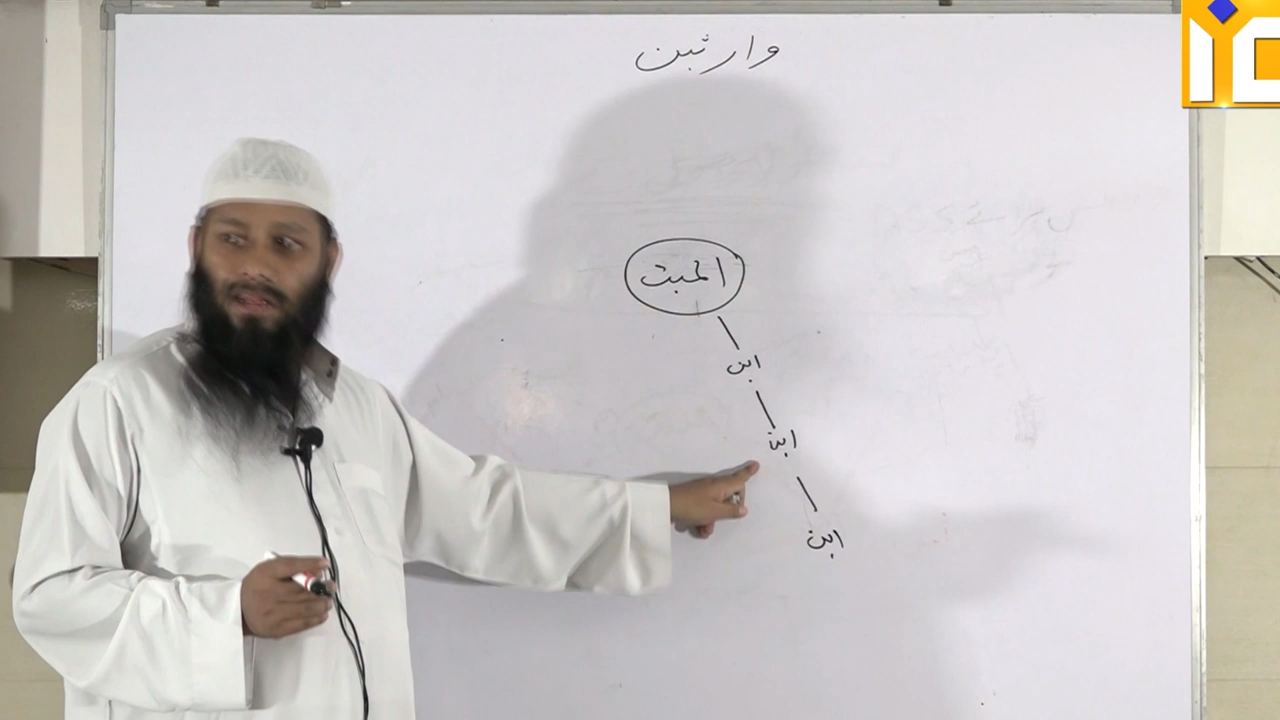 وارثین
المیت
ابن
ابن
ابن